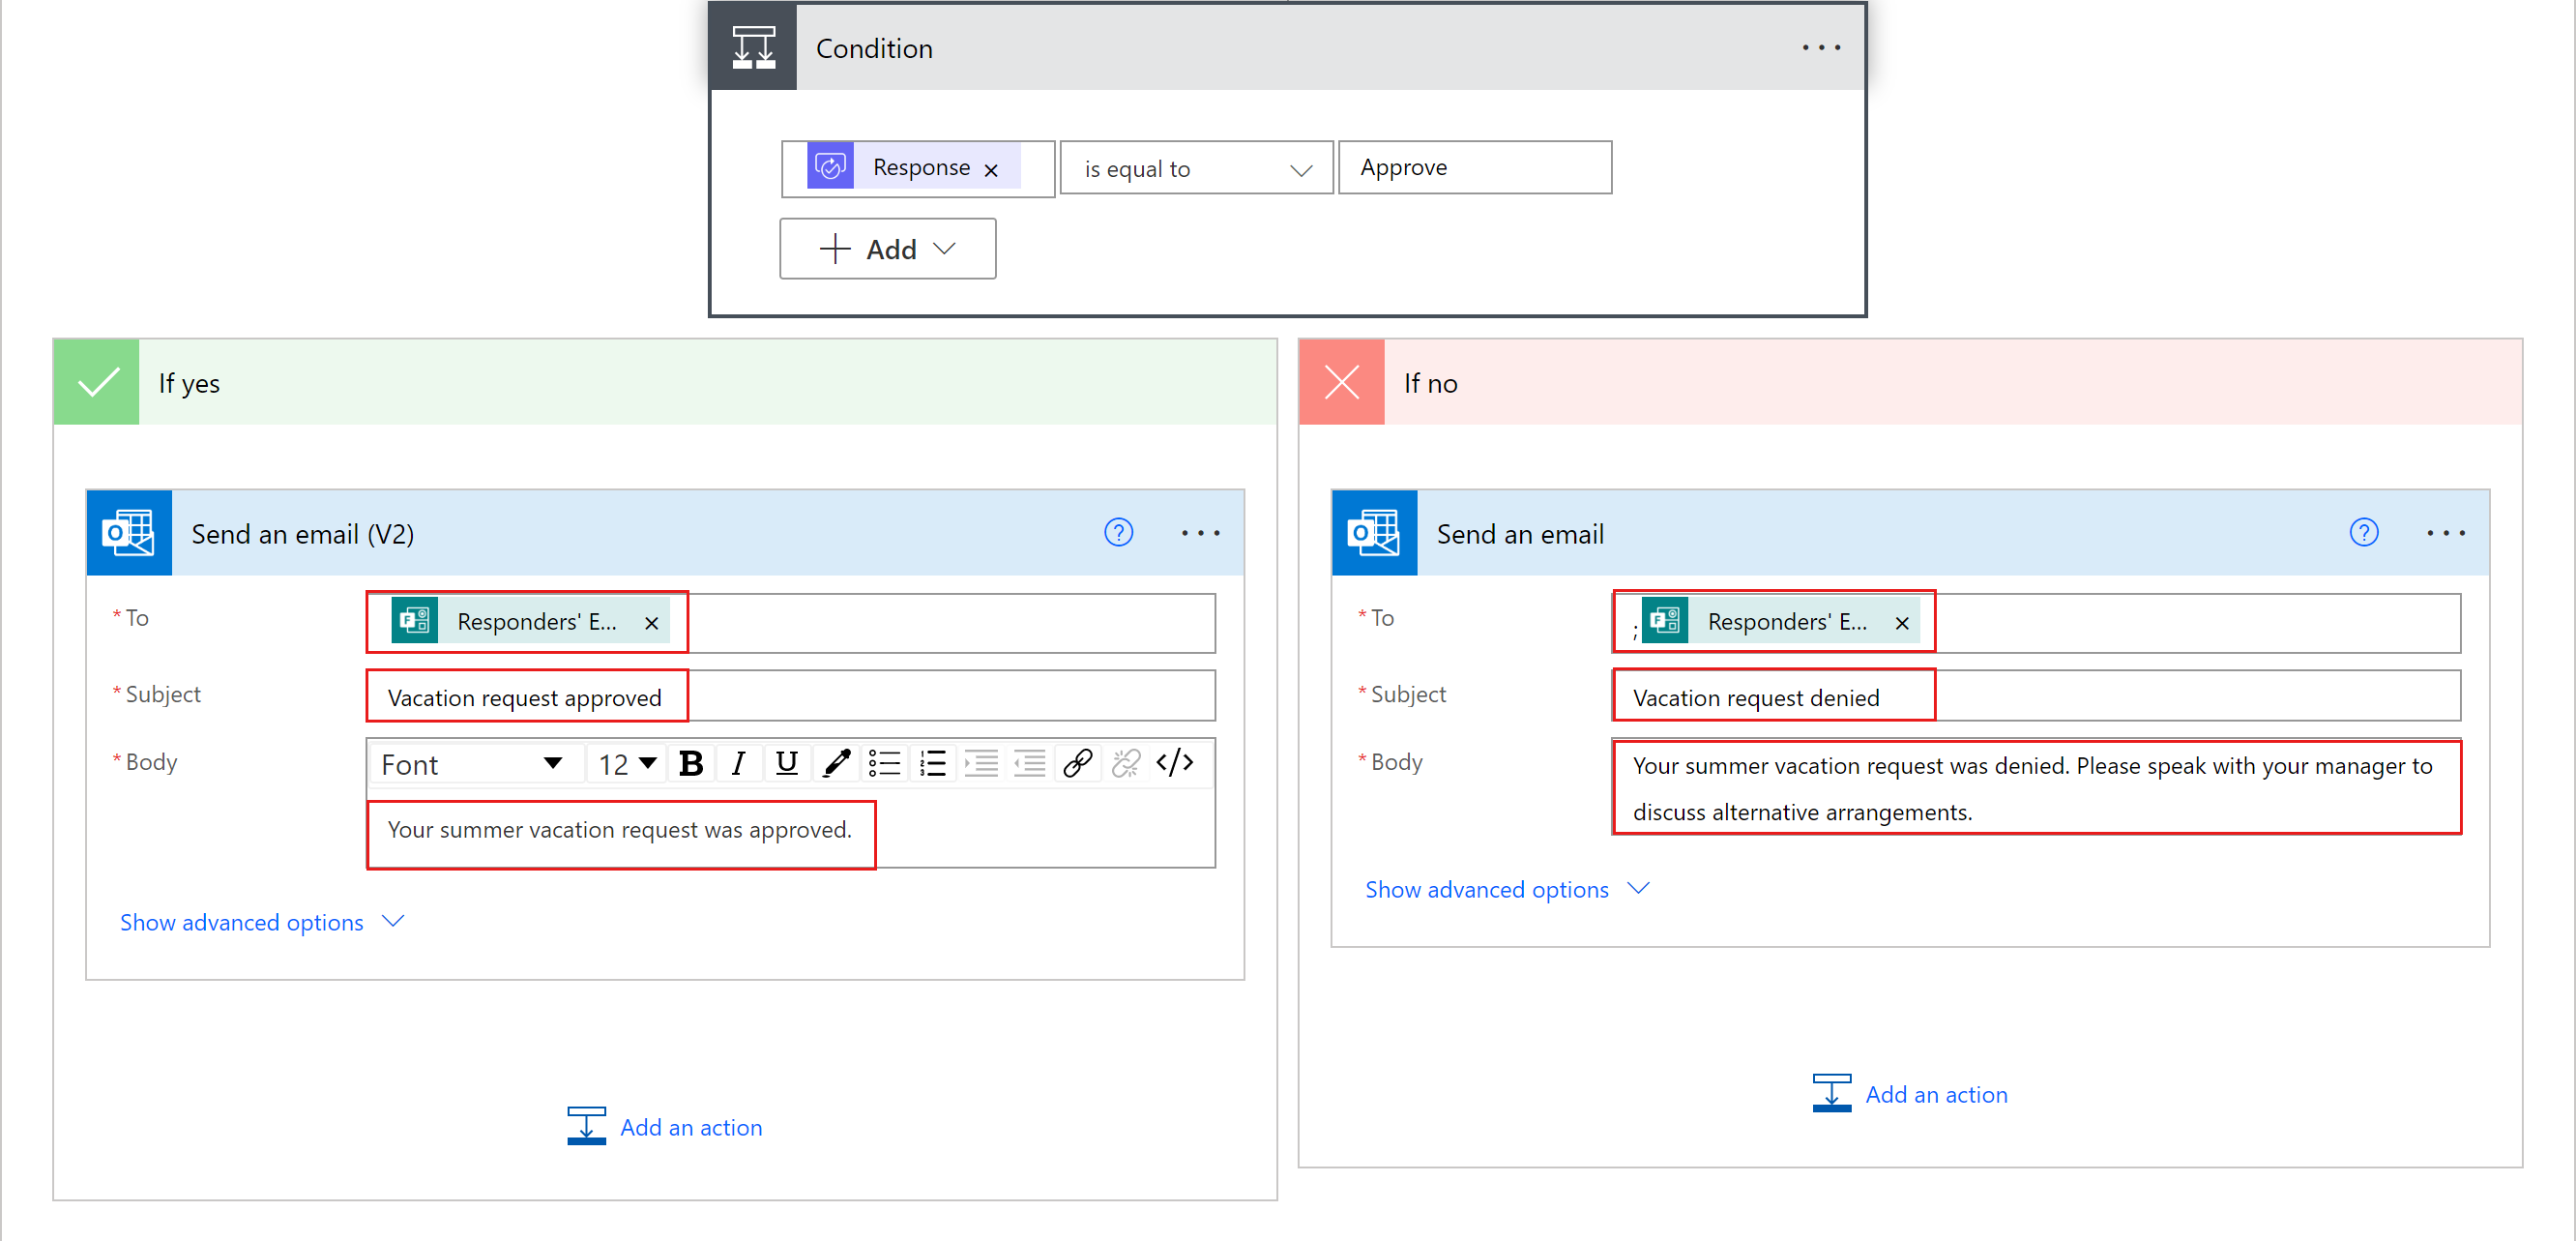 Condition
Response ×
is equal to
Approve
+ Add
If yes
Send an email (V2)
?
...
* To
Responders' E... ×
* Subject
Vacation request approved
* Body
Font
12
B I U </>
Your summer vacation request was approved.
Show advanced options
Add an action
If no
Send an email
?
...
* To
; Responders' E... ×
* Subject
Vacation request denied
* Body
Your summer vacation request was denied. Please speak with your manager to
discuss alternative arrangements.
Show advanced options
Add an action